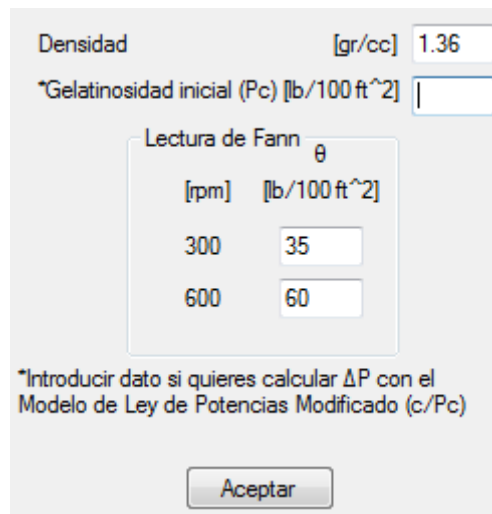 Densidad [gr/cc] 1.36
*Gelatinosidad inicial (Pc) [lb/100 ft^2]
Lectura de Fann
θ
[rpm] [lb/100 ft^2]
300 35
600 60
*Introducir dato si quieres calcular ΔP con el
Modelo de Ley de Potencias Modificado (c/Pc)
Aceptar